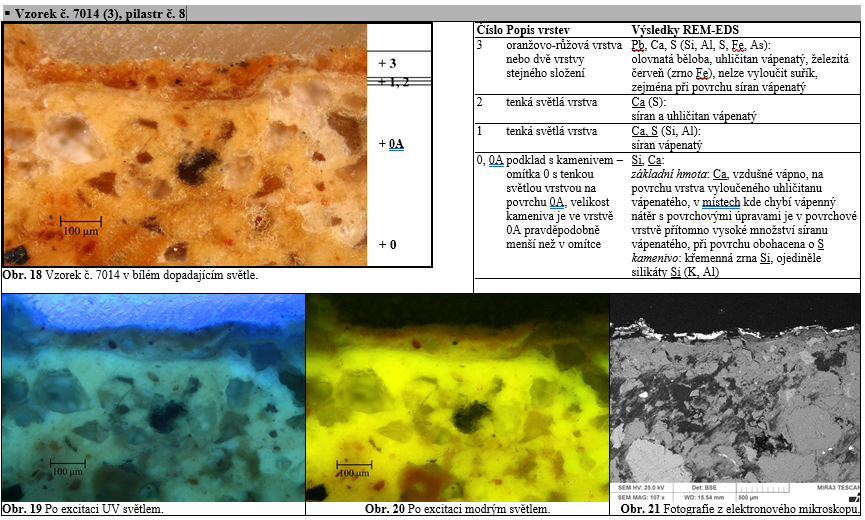 ▪ Vzorek č. 7014 (3), pilastr č. 8
+ 3
+ 1, 2
+ 0A
+ 0
100 µm
Obr. 18 Vzorek č. 7014 v bílém dopadajícím světle.
Číslo Popis vrstev Výsledky REM-EDS
3 oranžovo-růžová vrstva Pb, Ca, S (Si, Al, S, Fe, As):
nebo dvě vrstvy olovnatá běloba, uhličitan vápenatý, železitá
stejného složení červeň (zrno Fe), nelze vyloučit suřík,
zejména při povrchu síran vápenatý
2 tenká světlá vrstva Ca (S):
síran a uhličitan vápenatý
1 tenká světlá vrstva Ca, S (Si, Al):
síran vápenatý
0, 0A podklad s kamenivem – Si, Ca:
omítka 0 s tenkou základní hmota: Ca, vzdušné vápno, na
světlou vrstvou na povrchu vrstva vyloučeného uhličitanu
povrchu 0A, velikost vápenatého, v místech kde chybí vápenný
kameniva je ve vrstvě nátěr s povrchovými úpravami je v povrchové
0A pravděpodobně vrstvě přítomno vysoké množství síranu
menší než v omítce vápenatého, při povrchu obohacena o S
kamenivo: křemenná zrna Si, ojediněle
silikáty Si (K, Al)
100 µm
100 µm
SEM HV: 25.0 kV Det: BSE MIRA3 TESCAN
SEM MAG: 107 x WD: 15.54 mm 500 µm
Obr. 19 Po excitaci UV světlem.
Obr. 20 Po excitaci modrým světlem.
Obr. 21 Fotografie z elektronového mikroskopu.